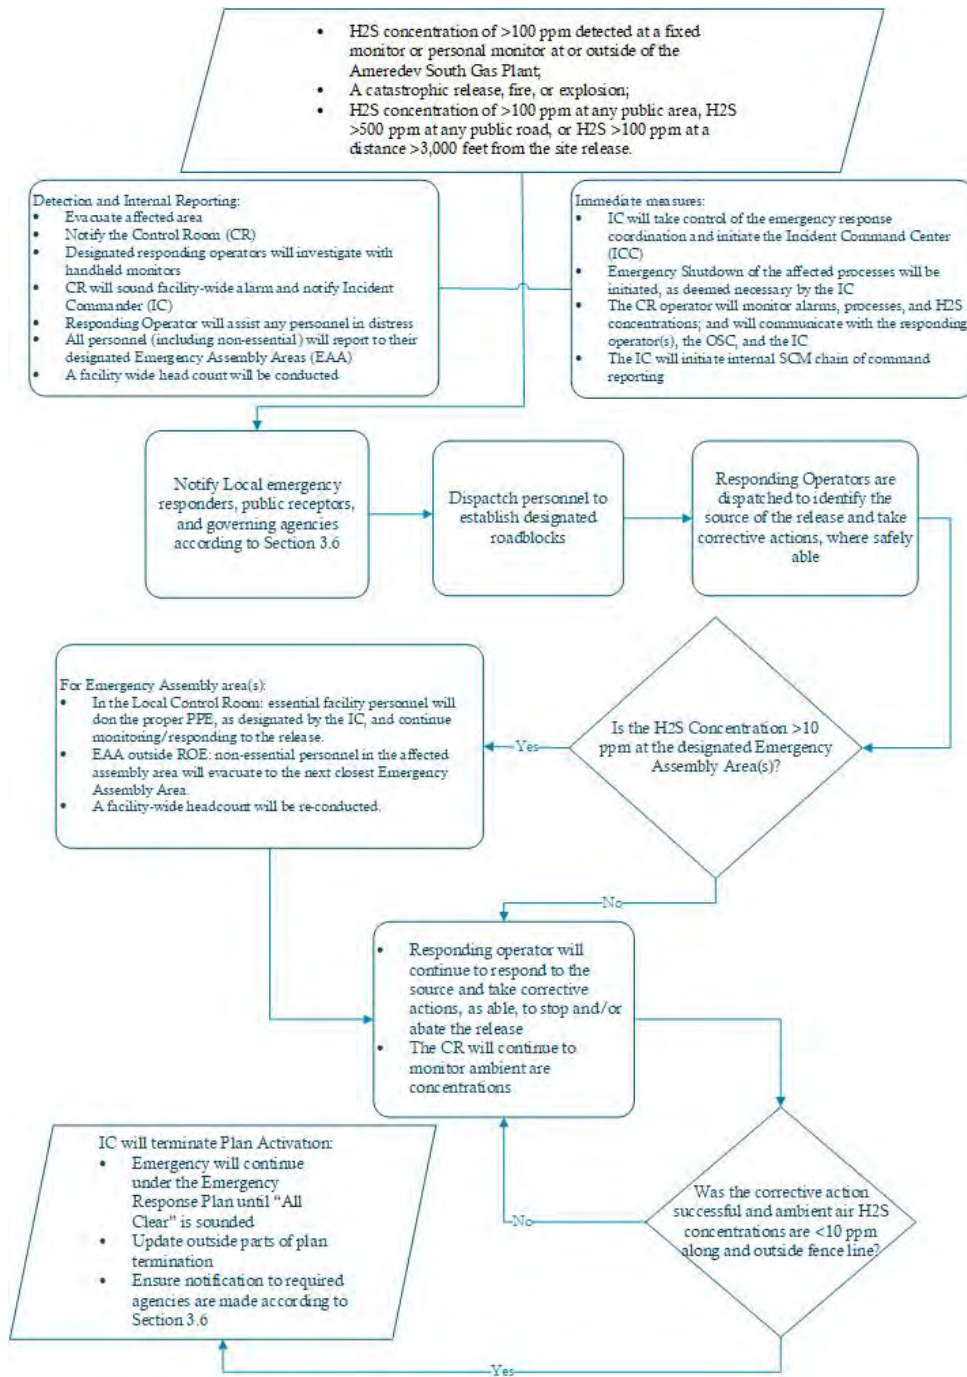 • H2S concentration of >100 ppm detected at a fixed
monitor or personal monitor at or outside of the
Ameredev South Gas Plant;
• A catastrophic release, fire, or explosion;
• H2S concentration of >100 ppm at any public area, H2S
>500 ppm at any public road, or H2S >100 ppm at a
distance >3,000 feet from the site release.
Detection and Internal Reporting:
• Evacuate affected area
• Notify the Control Room (CR)
• Designated responding operators will investigate with
handheld monitors
• CR will sound facility-wide alarm and notify Incident
Commander (IC)
• Responding Operator will assist any personnel in distress
• All personnel (including non-essential) will report to their
designated Emergency Assembly Areas (EAA)
• A facility wide head count will be conducted
Immediate measures:
• IC will take control of the emergency response
coordination and initiate the Incident Command Center
(ICC)
• Emergency Shutdown of the affected processes will be
initiated, as deemed necessary by the IC
• The CR operator will monitor alarms, processes, and H2S
concentrations; and will communicate with the responding
operator(s), the OSC, and the IC
• The IC will initiate internal SCM chain of command
reporting
Notify Local emergency
responders, public receptors,
and governing agencies
according to Section 3.6
Dispactch personnel to
establish designated
roadblocks
Responding Operators are
dispatched to identify the
source of the release and take
corrective actions, where safely
able
For Emergency Assembly area(s):
• In the Local Control Room: essential facility personnel will
don the proper PPE, as designated by the IC, and continue
monitoring/responding to the release.
• EAA outside ROE: non-essential personnel in the affected
assembly area will evacuate to the next closest Emergency
Assembly Area.
• A facility-wide headcount will be re-conducted.
Yes
Is the H2S Concentration >10
ppm at the designated Emergency
Assembly Area(s)?
No
• Responding operator will
continue to respond to the
source and take corrective
actions, as able, to stop and/or
abate the release
• The CR will continue to
monitor ambient are
concentrations
IC will terminate Plan Activation:
• Emergency will continue
under the Emergency
Response Plan until “All
Clear” is sounded
• Update outside parts of plan
termination
• Ensure notification to required
agencies are made according to
Section 3.6
No
Was the corrective action
successful and ambient air H2S
concentrations are <10 ppm
along and outside fence line?
Yes